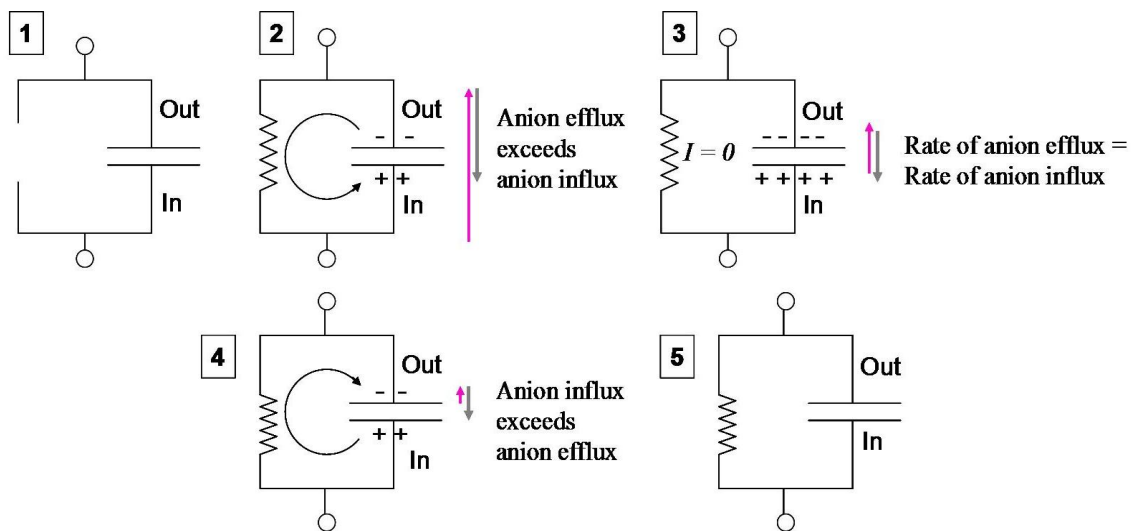 1
Out
In
2
- -
+ +
Out
In
Anion efflux
exceeds
anion influx
3
I = 0
Out
- - - -
+ + + +
In
Rate of anion efflux =
Rate of anion influx
4
Out
- -
+ +
In
Anion influx
exceeds
anion efflux
5
Out
In